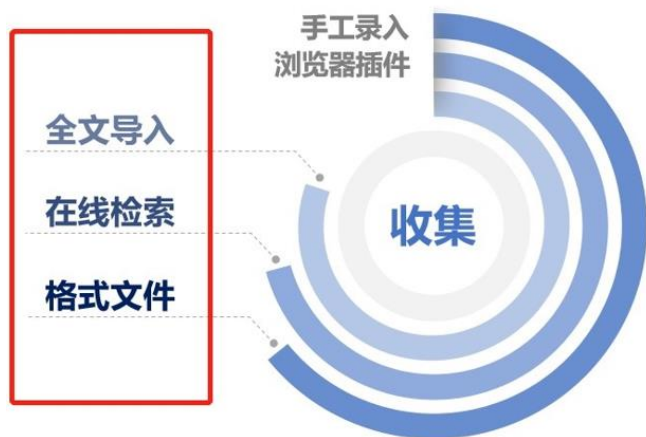 手工录入
浏览器插件
全文导入
在线检索
格式文件
收集